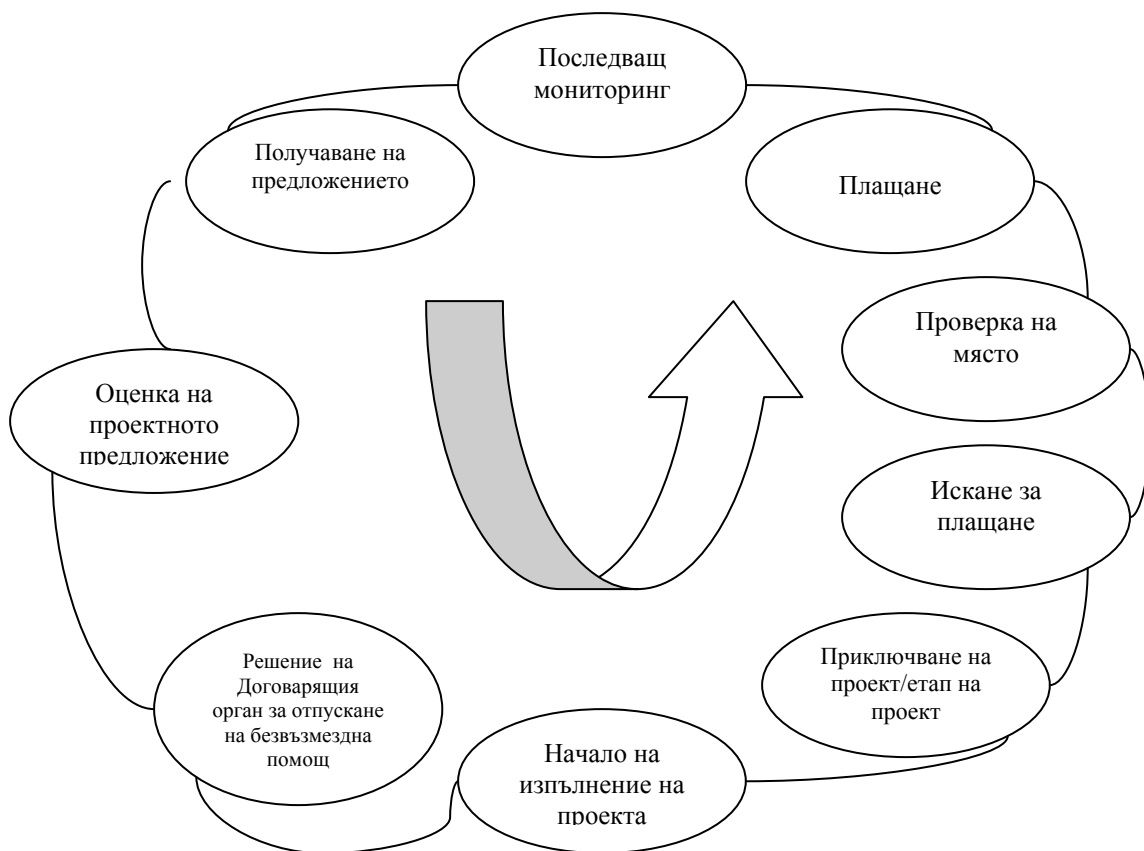 Последващ
мониторинг
Получаване на
предложението
Плащане
Проверка на
място
Оценка на
проектното
предложение
Искане за
плащане
Решение на
Договарящия
орган за отпускане
на безвъзмездна
помощ
Приключване на
проект/етап на
проект
Начало на
изпълнение на
проекта